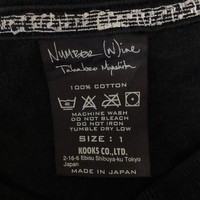 NUMBER (N)INE
Takahiro Miyashita
100% COTTON
MACHINE WASH
DO NOT BLEACH
DO NOT IRON
TUMBLE DRY LOW
SIZE: 1
KOOKS CO., LTD.
2-16-6 Ebisu Shibuya-ku Tokyo
Japan
MADE IN JAPAN